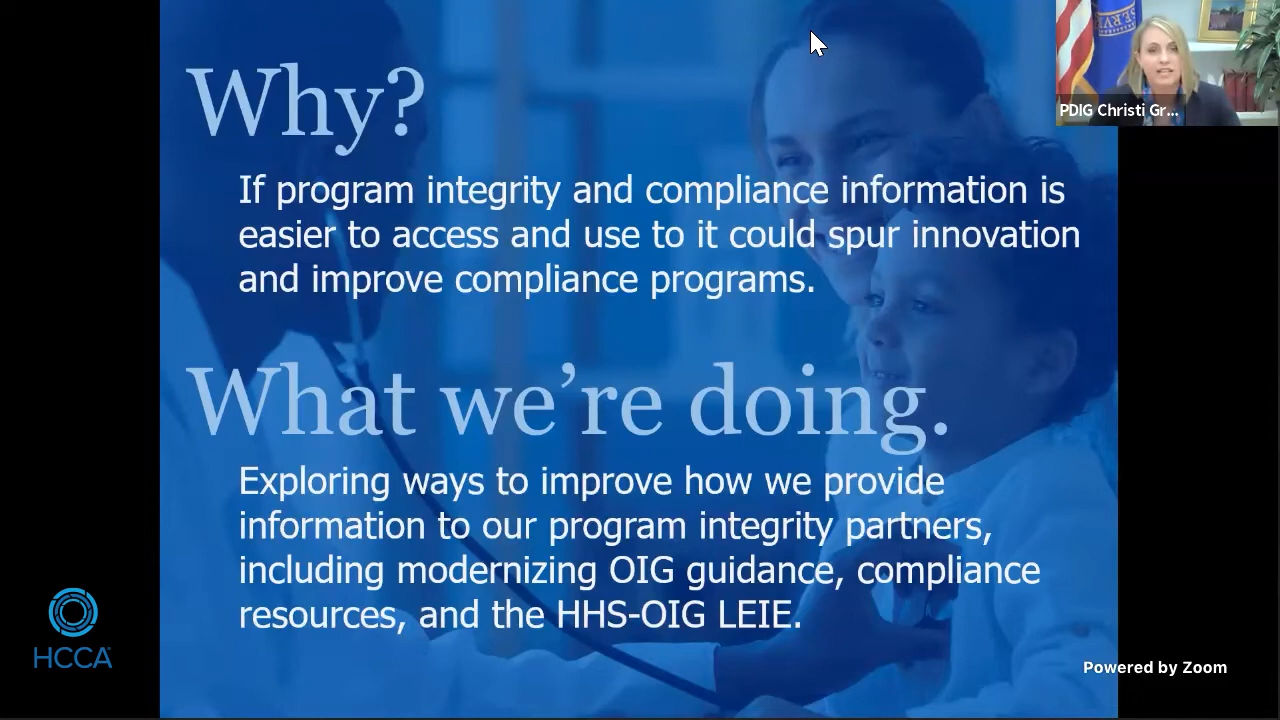 Why?
If program integrity and compliance information is
easier to access and use to it could spur innovation
and improve compliance programs.
What we’re doing.
Exploring ways to improve how we provide
information to our program integrity partners,
including modernizing OIG guidance, compliance
resources, and the HHS-OIG LEIE.
PDIG Christi Gr...
HCCA
Powered by Zoom